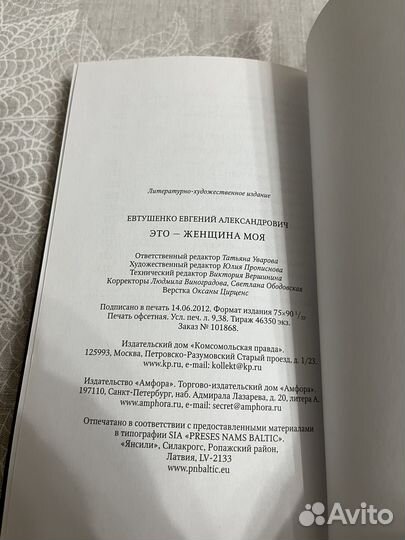 Литературно-художественное издание
ЕВТУШЕНКО ЕВГЕНИЙ АЛЕКСАНДРОВИЧ
ЭТО — ЖЕНЩИНА МОЯ
Ответственный редактор Татьяна Уварова
Художественный редактор Юлия Прописнова
Технический редактор Виктория Вершинина
Корректоры Людмила Виноградова, Светлана Ободовская
Верстка Оксаны Цирценс
Подписано в печать 14.06.2012. Формат издания 75×90 1/32
Печать офсетная. Усл. печ. л. 9,38. Тираж 46350 экз.
Заказ № 101868.
Издательский дом «Комсомольская правда».
125993, Москва, Петровско-Разумовский Старый проезд, д. 1/23.
www.kp.ru, e-mail: kollekt@kp.ru
Издательство «Амфора». Торгово-издательский дом «Амфора».
197110, Санкт-Петербург, наб. Адмирала Лазарева, д. 20, литера А.
www.amphora.ru, e-mail: secret@amphora.ru
Отпечатано в соответствии с предоставленными материалами
в типографии SIA «PRESES NAMS BALTIC».
«Янсили», Силакрогс, Ропажский район,
Латвия, LV-2133
www.pnbaltic.eu
Avito